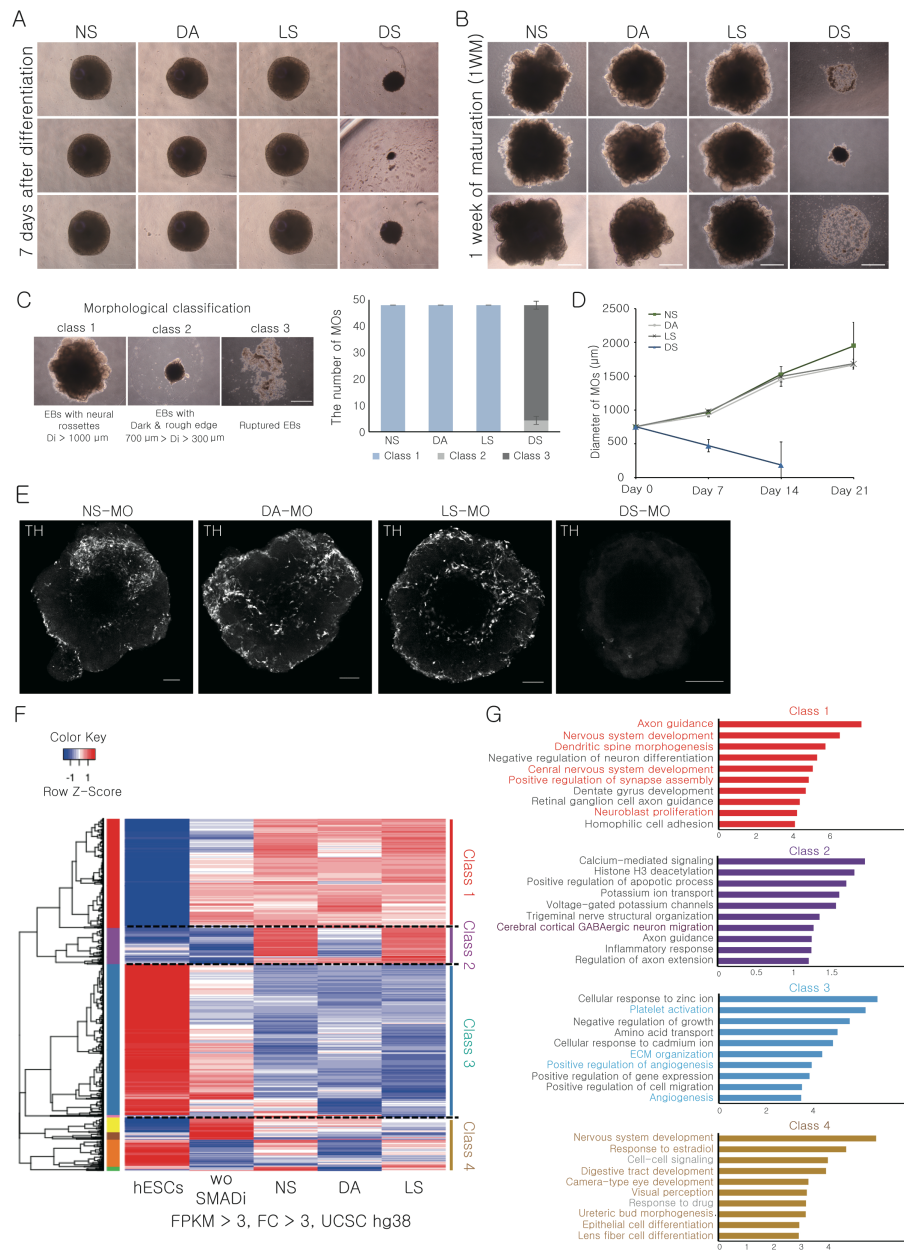 A
NS
DA
LS
DS
7 days after differentiation
B
NS
DA
LS
DS
1 week of maturation (1WM)
C
Morphological classification
class 1
class 2
class 3
EBs with neural
rossettes
Di > 1000 μm
EBs with
Dark & rough edge
700 μm > Di > 300 μm
Ruptured EBs
The number of MOs
50
40
30
20
10
0
NS
DA
LS
DS
Class 1
Class 2
Class 3
D
Diameter of MOs (μm)
2500
2000
1500
1000
500
0
NS
DA
LS
DS
Day 0
Day 7
Day 14
Day 21
E
NS-MO
DA-MO
LS-MO
DS-MO
TH
TH
TH
TH
F
Color Key
-1 1
Row Z-Score
Class 1
Class 2
Class 3
Class 4
hESCs
wo
SMADi
NS
DA
LS
FPKM > 3, FC > 3, UCSC hg38
G
Class 1
Axon guidance
Nervous system development
Dendritic spine morphogenesis
Negative regulation of neuron differentiation
Cenral nervous system development
Positive regulation of synapse assembly
Dentate gyrus development
Retinal ganglion cell axon guidance
Neuroblast proliferation
Homophilic cell adhesion
0 2 4 6
Class 2
Calcium-mediated signaling
Histone H3 deacetylation
Positive regulation of apopotic process
Potassium ion transport
Voltage-gated potassium channels
Trigeminal nerve structural organization
Cerebral cortical GABAergic neuron migration
Axon guidance
Inflammatory response
Regulation of axon extension
0 0.5 1 1.5
Class 3
Cellular response to zinc ion
Platelet activation
Negative regulation of growth
Amino acid transport
Cellular response to cadmium ion
ECM organization
Positive regulation of angiogenesis
Positive regulation of gene expression
Positive regulation of cell migration
Angiogenesis
0 2 4
Class 4
Nervous system development
Response to estradiol
Cell-cell signaling
Digestive tract development
Camera-type eye development
Visual perception
Response to drug
Ureteric bud morphogenesis.
Epithelial cell differentiation
Lens fiber cell differentiation
0 1 2 3 4